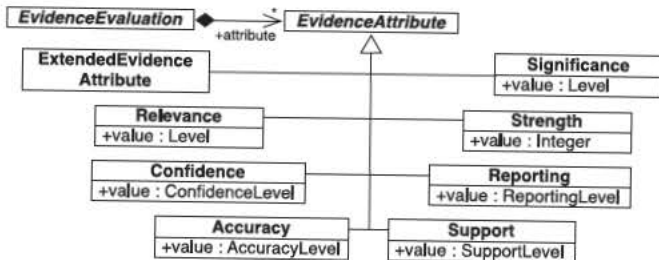 EvidenceEvaluation
*
EvidenceAttribute
+attribute
ExtendedEvidence
Attribute
Significance
+value : Level
Relevance
+value : Level
Strength
+value : Integer
Confidence
+value : ConfidenceLevel
Reporting
+value : ReportingLevel
Accuracy
+value : AccuracyLevel
Support
+value : SupportLevel